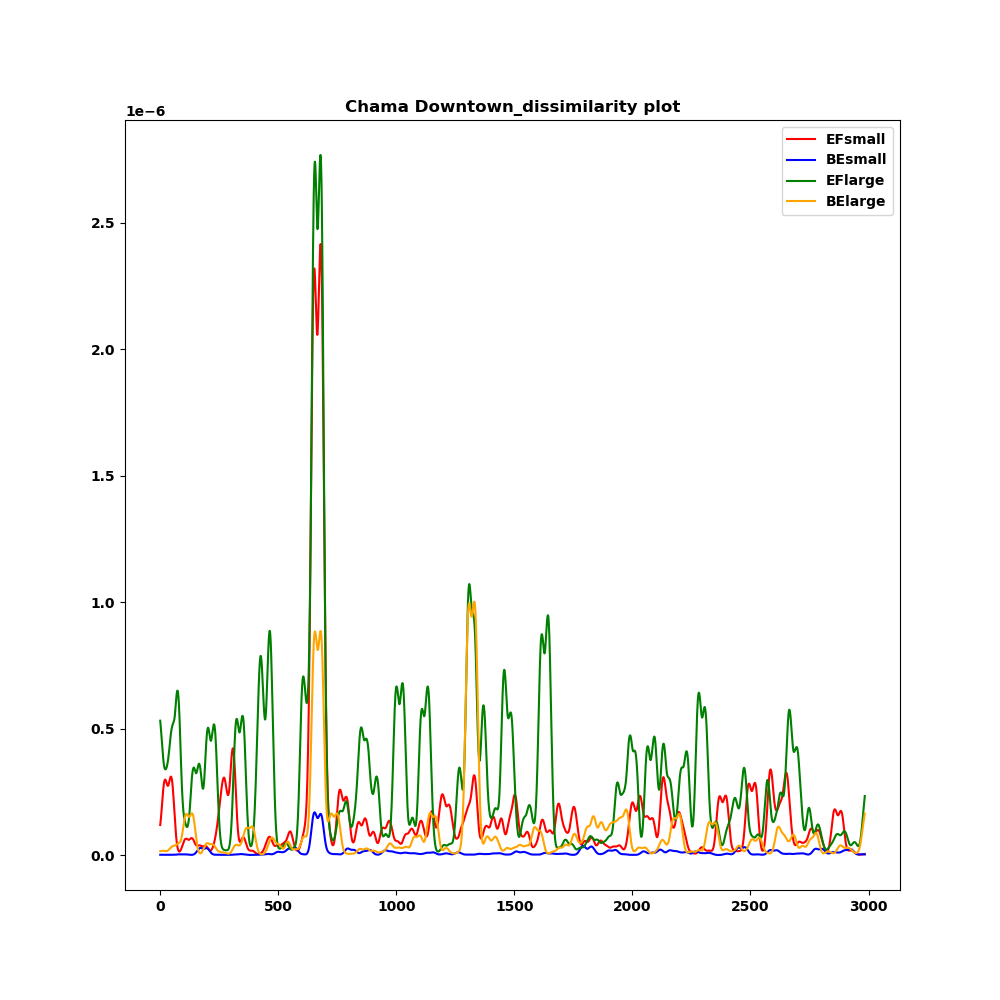 Chama Downtown_dissimilarity plot
1e−6
EFsmall
BEsmall
EFlarge
BElarge
2.5
2.0
1.5
1.0
0.5
0.0
0 500 1000 1500 2000 2500 3000